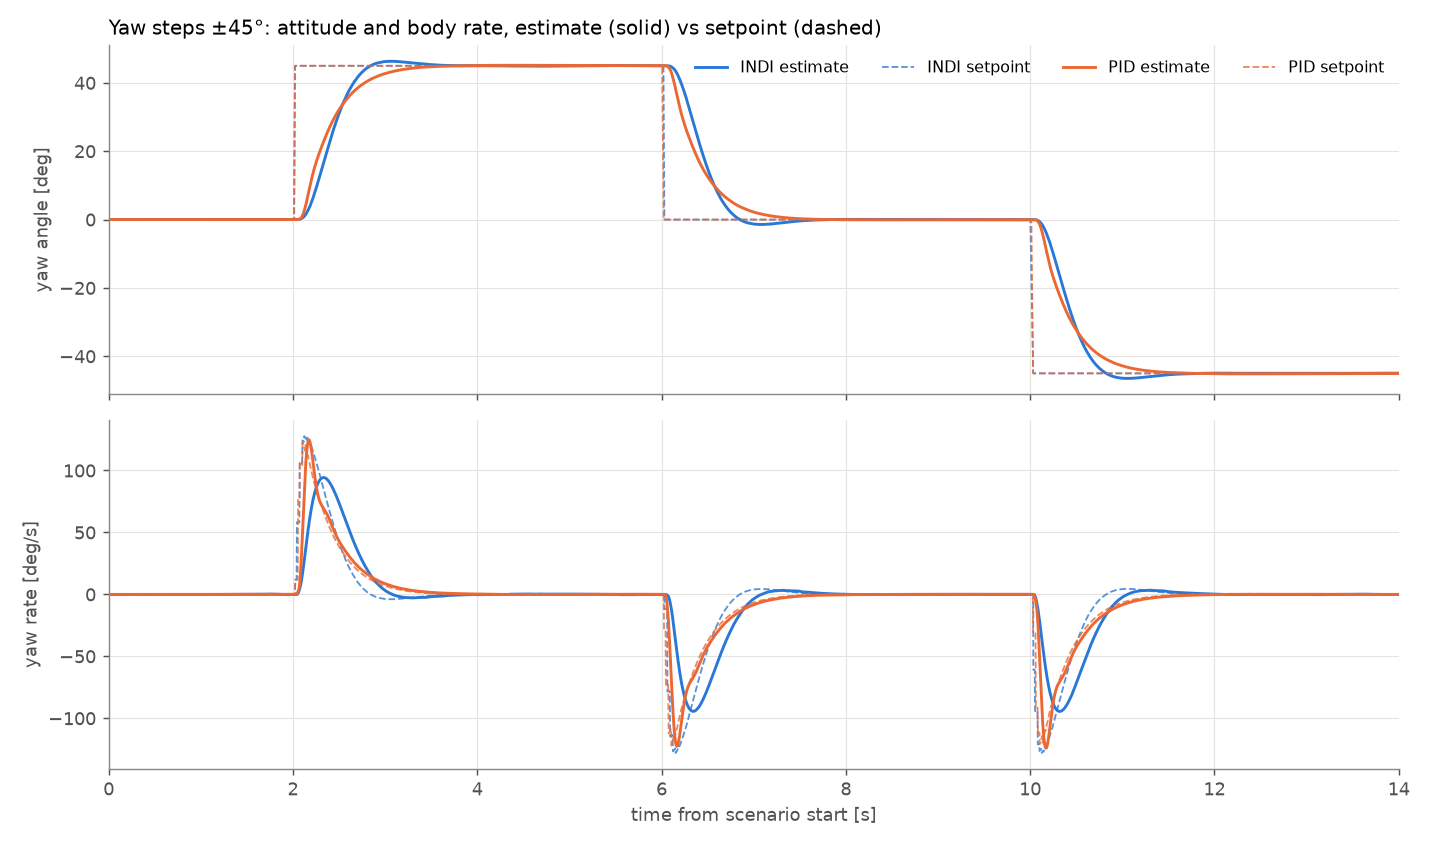 Yaw steps ±45°: attitude and body rate, estimate (solid) vs setpoint (dashed)
INDI estimate
INDI setpoint
PID estimate
PID setpoint
yaw angle [deg]
40
20
0
−20
−40
yaw rate [deg/s]
100
50
0
−50
−100
0 2 4 6 8 10 12 14
time from scenario start [s]